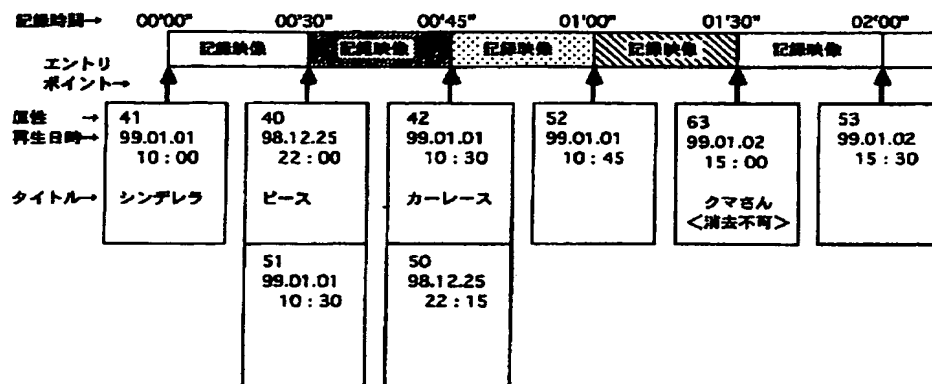 記録時間→ 00'00" 00'30" 00'45" 01'00" 01'30" 02'00"
記録映像 記録映像 記録映像 記録映像 記録映像
エントリ
ポイント→
属性 → 41 40 42 52 63 53
再生日時→ 99.01.01 98.12.25 99.01.01 99.01.01 99.01.02 99.01.02
10:00 22:00 10:30 10:45 15:00 15:30
タイトル→ シンデレラ ピース カーレース クマさん
<消去不可>
51 50
99.01.01 98.12.25
10:30 22:15